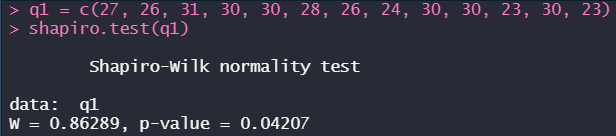 > q1 = c(27, 26, 31, 30, 30, 28, 26, 24, 30, 30, 23, 30, 23)
> shapiro.test(q1)
Shapiro-Wilk normality test
data:  q1
W = 0.86289, p-value = 0.04207